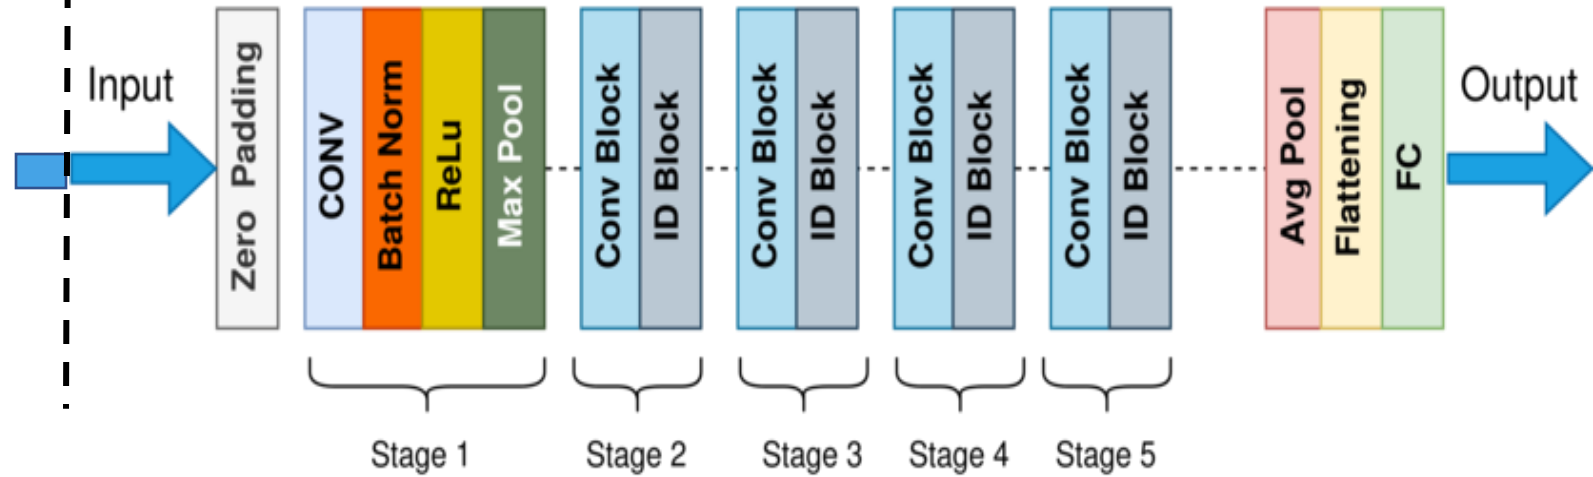 Input
Zero Padding
CONV
Batch Norm
ReLu
Max Pool
Conv Block
ID Block
Conv Block
ID Block
Conv Block
ID Block
Conv Block
ID Block
Avg Pool
Flattening
FC
Output
Stage 1
Stage 2
Stage 3
Stage 4
Stage 5